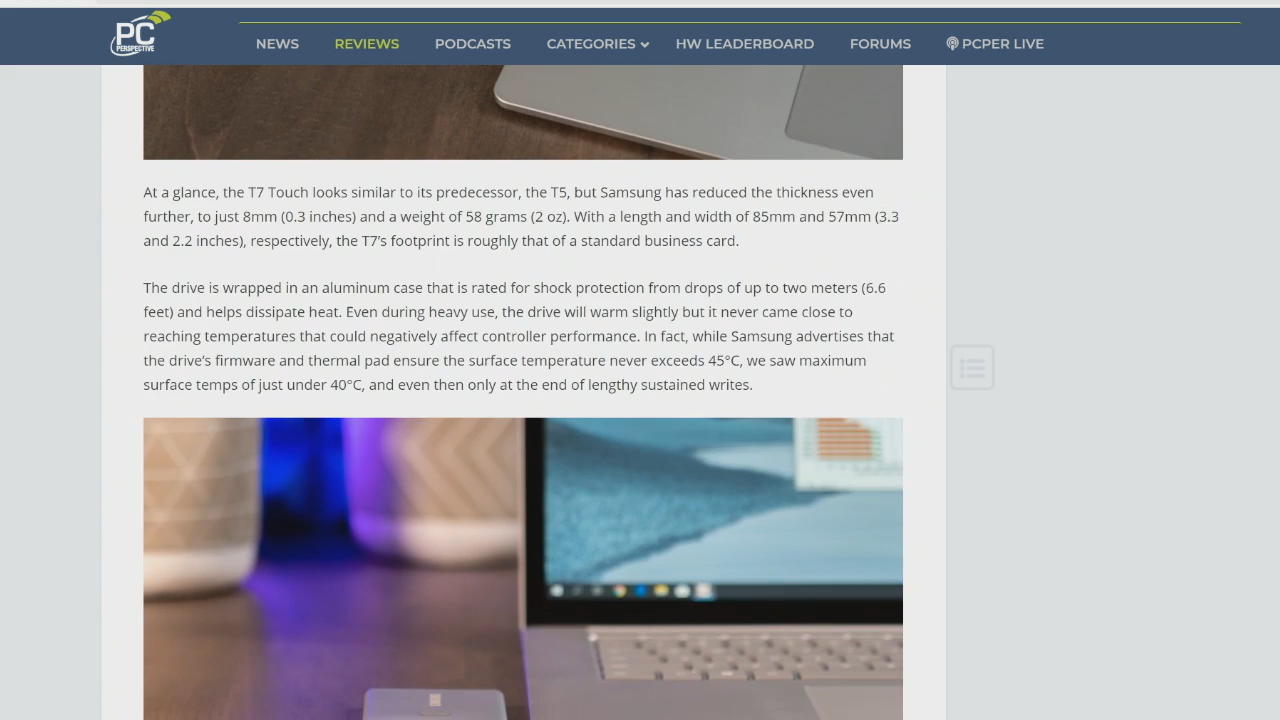 PC
PERSPECTIVE
NEWS REVIEWS PODCASTS CATEGORIES HW LEADERBOARD FORUMS PCPER LIVE
At a glance, the T7 Touch looks similar to its predecessor, the T5, but Samsung has reduced the thickness even
further, to just 8mm (0.3 inches) and a weight of 58 grams (2 oz). With a length and width of 85mm and 57mm (3.3
and 2.2 inches), respectively, the T7’s footprint is roughly that of a standard business card.
The drive is wrapped in an aluminum case that is rated for shock protection from drops of up to two meters (6.6
feet) and helps dissipate heat. Even during heavy use, the drive will warm slightly but it never came close to
reaching temperatures that could negatively affect controller performance. In fact, while Samsung advertises that
the drive’s firmware and thermal pad ensure the surface temperature never exceeds 45°C, we saw maximum
surface temps of just under 40°C, and even then only at the end of lengthy sustained writes.